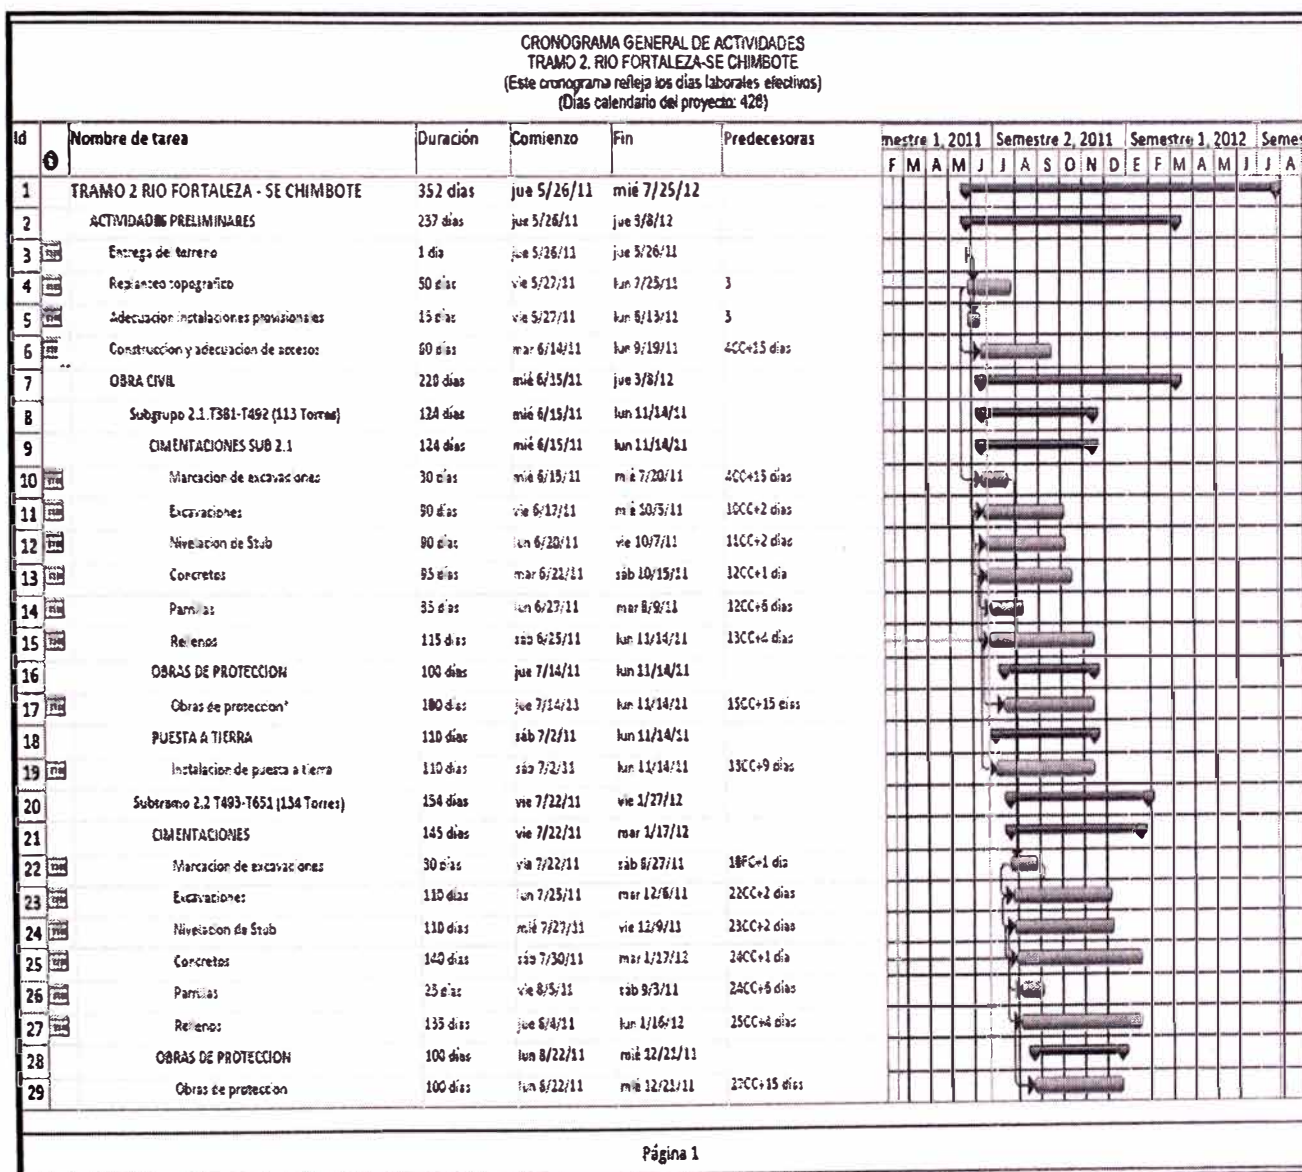 CRONOGRAMA GENERAL DE ACTIVIDADES
TRAMO 2. RIO FORTALEZA-SE CHIMBOTE
(Este cronograma refleja los días laborales efectivos)
(Días calendario del proyecto: 426)
Id Nombre de tarea Duración Comienzo Fin Predecesoras mestre 1, 2011 Semestre 2, 2011 Semestre 1, 2012 Semes
F M A M J J A S O N D E F M A M J J A
1 TRAMO 2 RIO FORTALEZA - SE CHIMBOTE 352 días jue 5/26/11 mié 7/25/12
2 ACTIVIDADES PRELIMINARES 237 días jue 5/26/11 jue 3/8/12
3 Entrega del terreno 1 dia jue 5/26/11 jue 5/26/11
4 Replanteo topografico 50 días vie 5/27/11 lun 7/25/11 3
5 Adecuacion instalaciones provisionales 15 días vie 5/27/11 lun 6/13/11 3
6 Construccion y adecuacion de accesos mar 6/14/11 lun 9/19/11 4CC+15 días
7 OBRA CIVIL 220 días mié 6/15/11 jue 3/8/12
8 Subgrupo 2.1.T381-T492 (113 Torres) 124 días mié 6/15/11 lun 11/14/11
9 CIMENTACIONES SUB 2.1 124 días mié 6/15/11 lun 11/14/11
10 Marcacion de excavaciones 30 días mié 6/15/11 mié 7/20/11 4CC+15 días
11 Excavaciones 90 días vie 6/17/11 mié 10/5/11 10CC+2 días
12 Nivelacion de Stub 90 días lun 6/20/11 vie 10/7/11 11CC+2 días
13 Concretos 95 días mar 6/21/11 sáb 10/15/11 12CC+1 dia
14 Parrillas 35 días lun 6/27/11 mar 8/9/11 12CC+6 días
15 Rellenos 115 días sáb 6/25/11 lun 11/14/11 13CC+4 días
16 OBRAS DE PROTECCION 100 días jue 7/14/11 lun 11/14/11
17 Obras de proteccion* 100 días jue 7/14/11 lun 11/14/11 15CC+15 días
18 PUESTA A TIERRA 110 días sáb 7/2/11 lun 11/14/11
19 Instalacion de puesta a tierra 110 días sáb 7/2/11 lun 11/14/11 13CC+9 días
20 Subtramo 2.2 T493-T651 (134 Torres) 154 días vie 7/22/11 vie 1/27/12
21 CIMENTACIONES 145 días vie 7/22/11 mar 1/17/12
22 Marcacion de excavaciones 30 días vie 7/22/11 sáb 8/27/11
23 Excavaciones 110 días lun 7/25/11 mar 12/6/11 22CC+2 días
24 Nivelacion de Stub 110 días mié 7/27/11 vie 12/9/11 23CC+2 días
25 Concretos 140 días sáb 7/30/11 mar 1/17/12 24CC+1 dia
26 Parrillas 25 días vie 8/5/11 sáb 9/3/11 24CC+6 días
27 Rellenos 135 días jue 8/4/11 lun 1/16/12 25CC+4 días
28 OBRAS DE PROTECCION 100 días lun 8/22/11 mié 12/21/11
29 Obras de proteccion 100 días lun 8/22/11 mié 12/21/11 27CC+15 días
Página 1